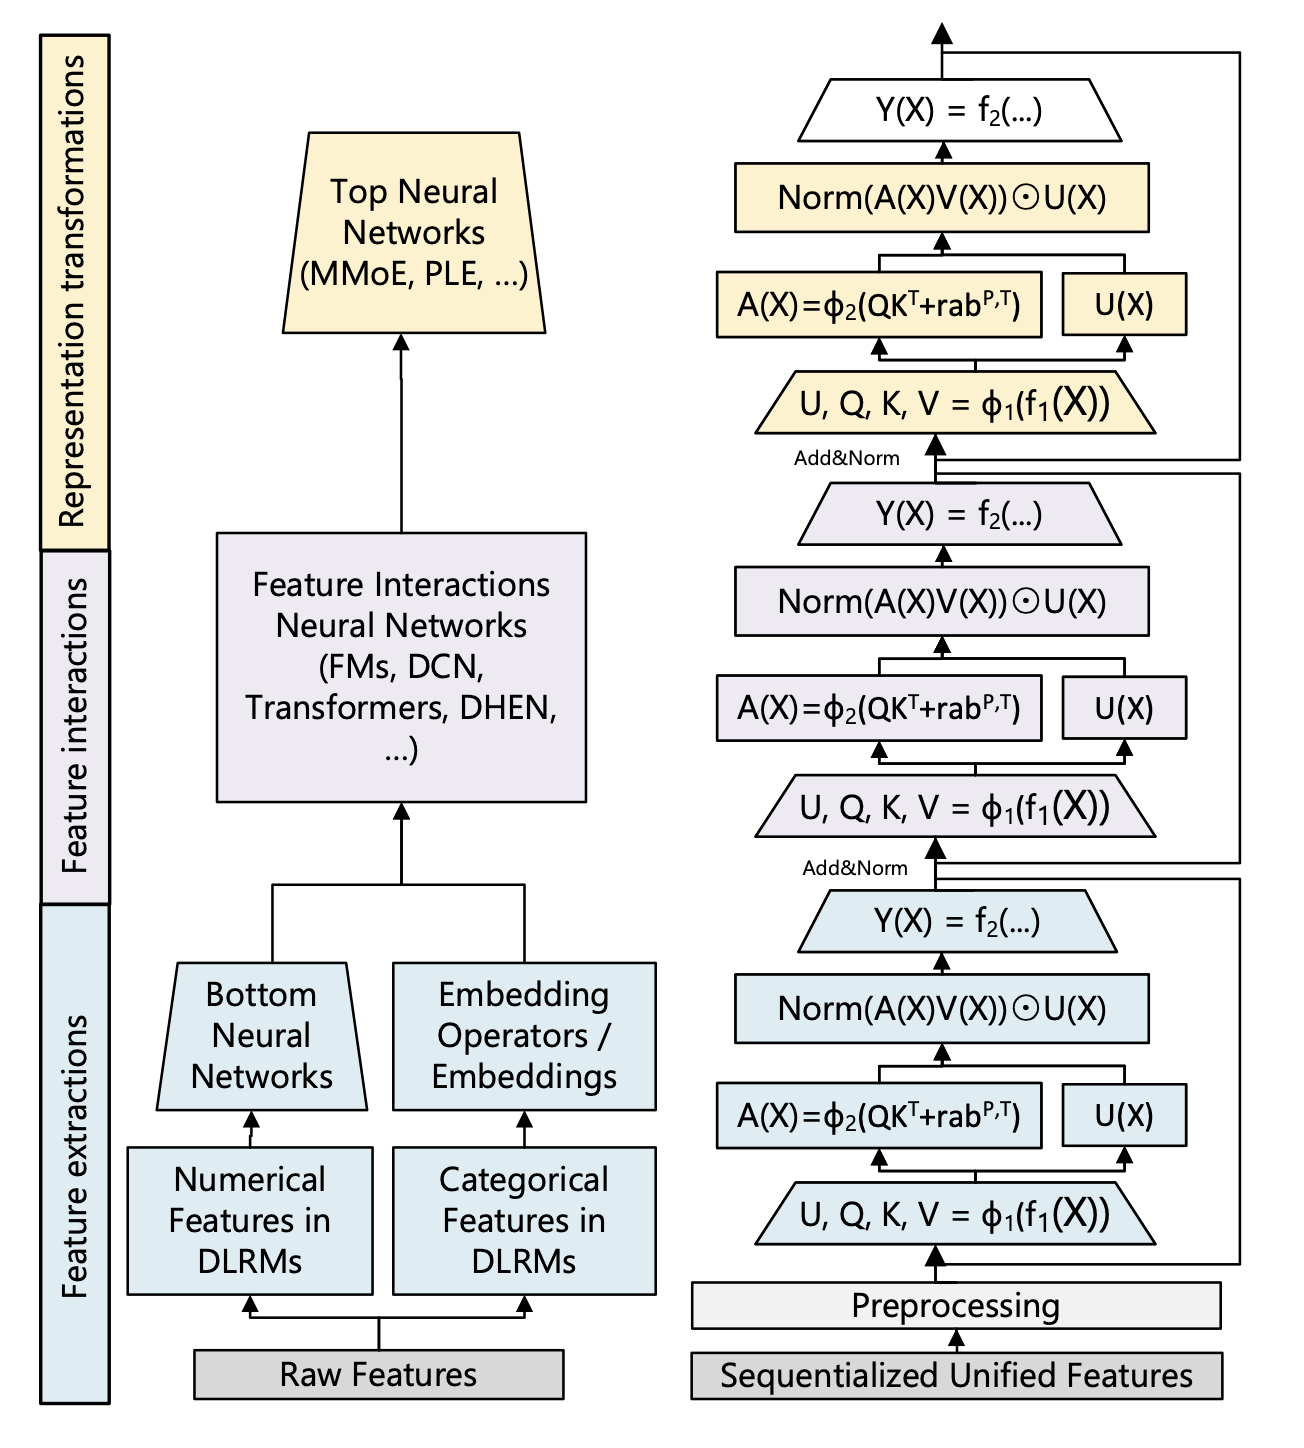 Representation transformations
Feature interactions
Feature extractions
Top Neural
Networks
(MMoE, PLE, ...)
Feature Interactions
Neural Networks
(FMs, DCN,
Transformers, DHEN,
...)
Bottom
Neural
Networks
Embedding
Operators /
Embeddings
Numerical
Features in
DLRMs
Categorical
Features in
DLRMs
Raw Features
Y(X) = f₂(...)
Norm(A(X)V(X))⊙U(X)
A(X)=ϕ₂(QKᵀ+rabᴾ,ᵀ)
U(X)
U, Q, K, V = ϕ₁(f₁(X))
Add&Norm
Y(X) = f₂(...)
Norm(A(X)V(X))⊙U(X)
A(X)=ϕ₂(QKᵀ+rabᴾ,ᵀ)
U(X)
U, Q, K, V = ϕ₁(f₁(X))
Add&Norm
Y(X) = f₂(...)
Norm(A(X)V(X))⊙U(X)
A(X)=ϕ₂(QKᵀ+rabᴾ,ᵀ)
U(X)
U, Q, K, V = ϕ₁(f₁(X))
Preprocessing
Sequentialized Unified Features